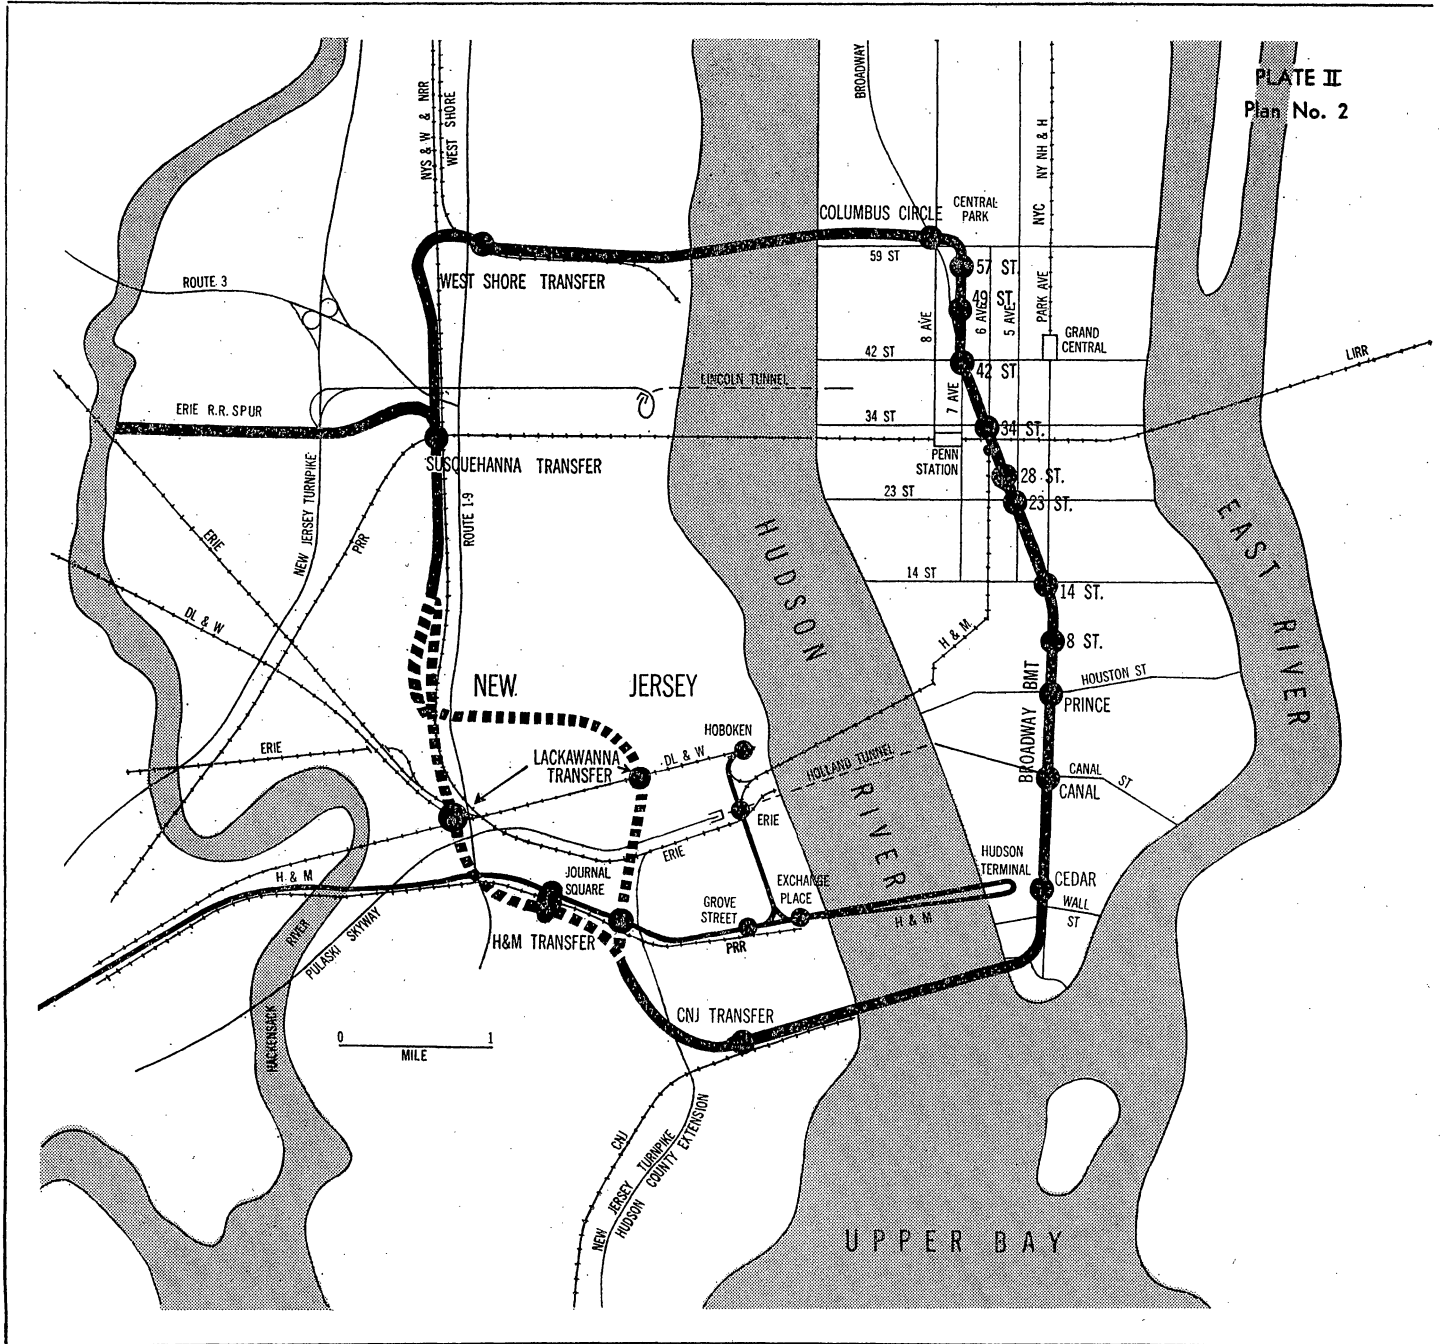 PLATE II
Plan No. 2
NYS & W & NRR
WEST SHORE
BROADWAY
NYC
NY NH & H
COLUMBUS CIRCLE
CENTRAL
PARK
59 ST
57 ST.
49 ST.
WEST SHORE TRANSFER
ROUTE 3
8 AVE
6 AVE
5 AVE
PARK AVE
GRAND
CENTRAL
LIRR
42 ST
42 ST.
LINCOLN TUNNEL
7 AVE
ERIE R.R. SPUR
34 ST
34 ST.
PENN
STATION
SUSQUEHANNA TRANSFER
28 ST.
23 ST
23 ST.
NEW JERSEY TURNPIKE
PRR
ROUTE 1-9
ERIE
HUDSON
RIVER
EAST RIVER
14 ST
14 ST.
DL & W
H & M
8 ST.
NEW JERSEY
HOUSTON ST
BROADWAY BMT
PRINCE
HOBOKEN
ERIE
LACKAWANNA
TRANSFER
DL & W
HOLLAND TUNNEL
CANAL
ST
CANAL
ERIE
ERIE
HUDSON
TERMINAL
H & M
JOURNAL
SQUARE
EXCHANGE
PLACE
CEDAR
GROVE
STREET
WALL
ST
H & M
RIVER
PULASKI SKYWAY
H&M TRANSFER
PRR
CNJ TRANSFER
HACKENSACK
0 1
MILE
CNJ
NEW JERSEY TURNPIKE
HUDSON COUNTY EXTENSION
UPPER BAY